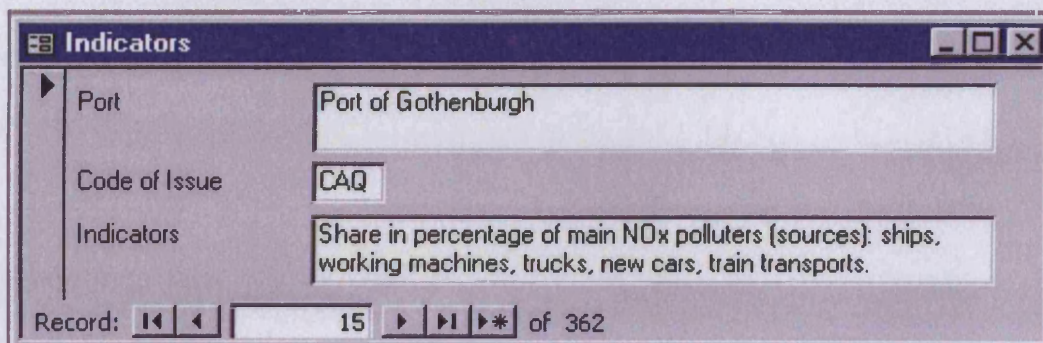 Indicators
Port
Port of Gothenburgh
Code of Issue
CAQ
Indicators
Share in percentage of main NOx polluters (sources): ships,
working machines, trucks, new cars, train transports.
Record: 15 of 362